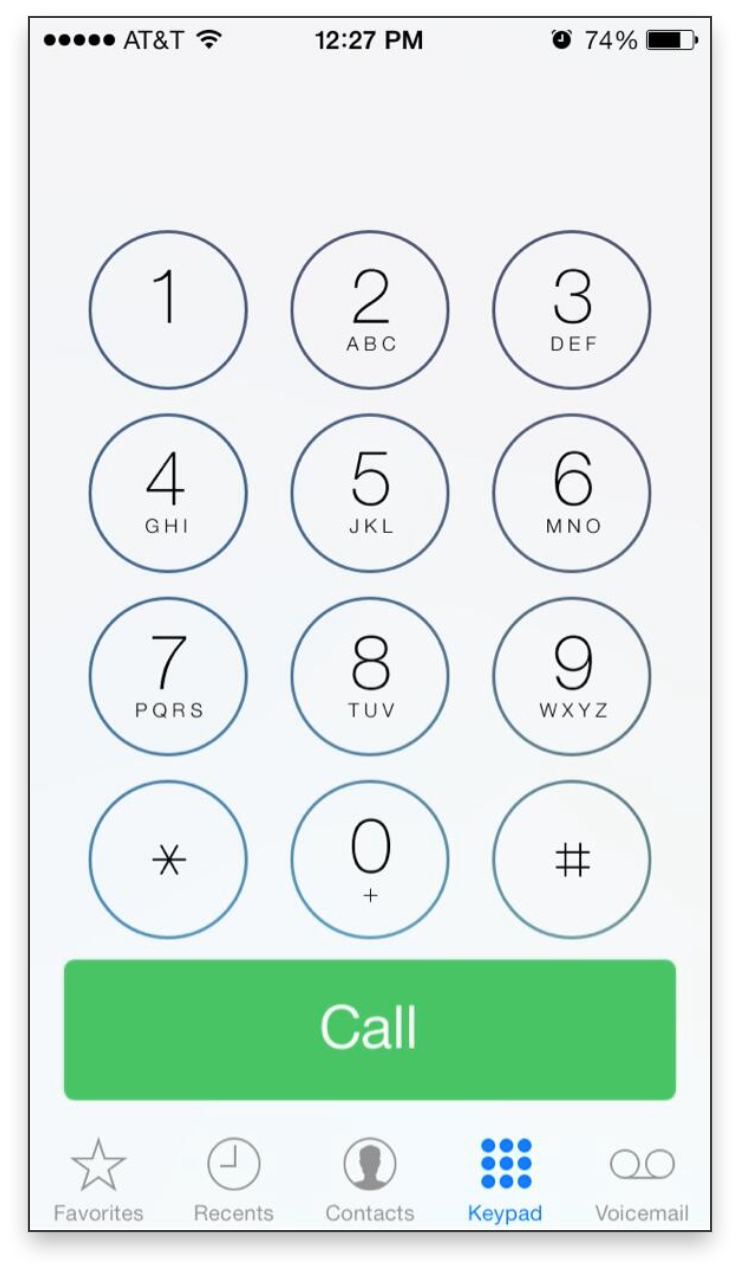 AT&T 12:27 PM 74%
1 2 3
ABC DEF
4 5 6
GHI JKL MNO
7 8 9
PQRS TUV WXYZ
* 0 #
+
Call
Favorites Recents Contacts Keypad Voicemail